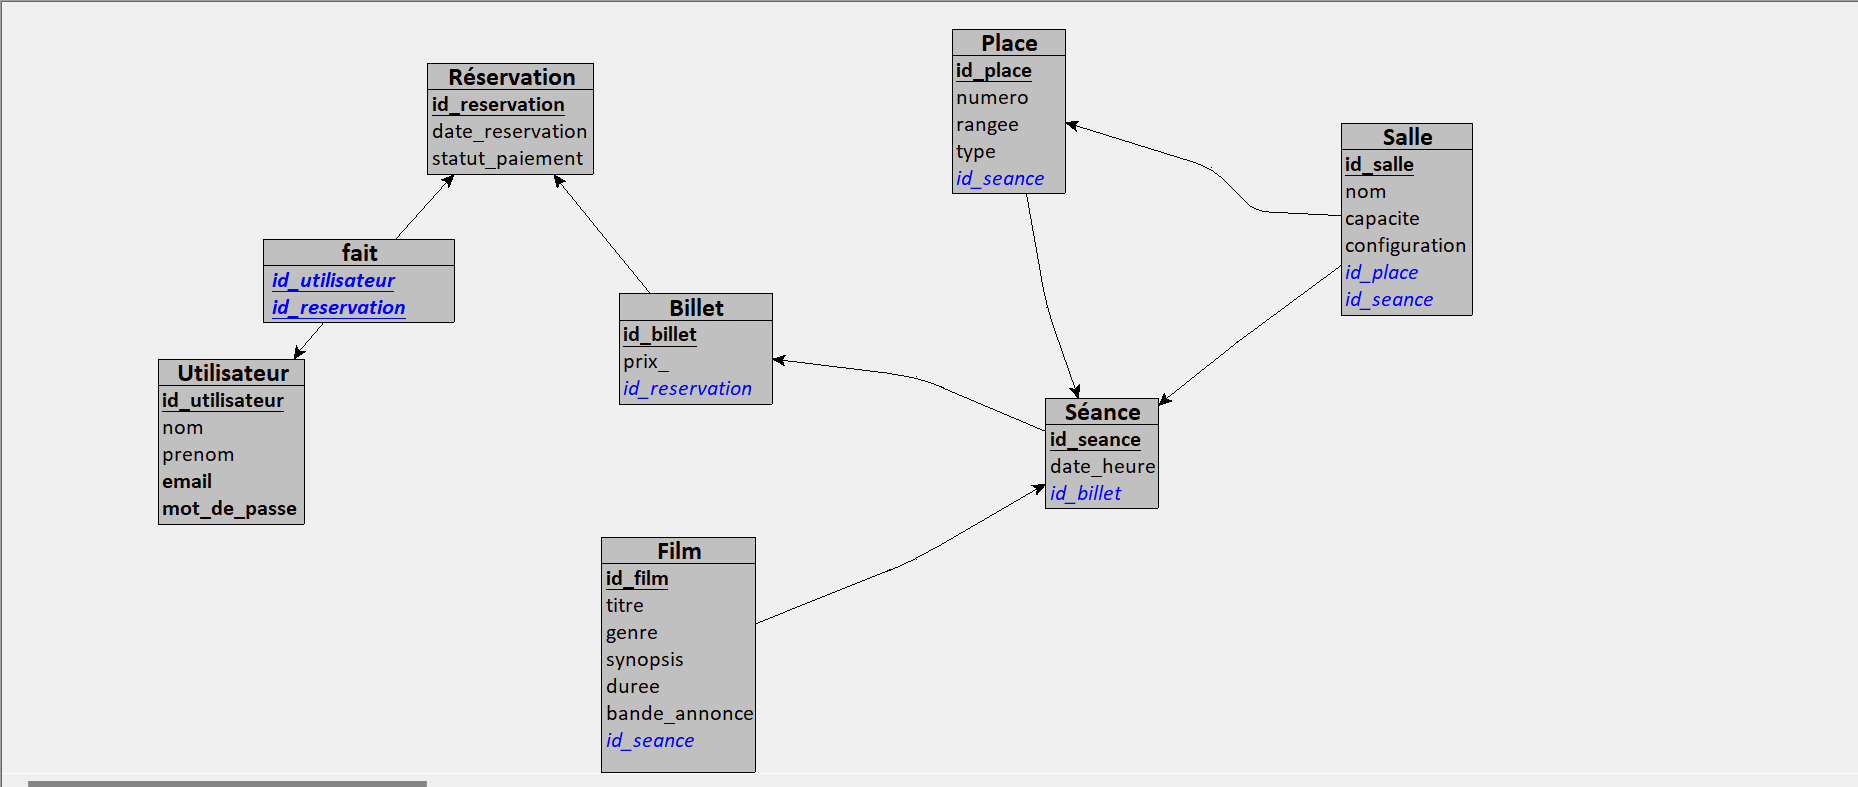 Réservation
id_reservation
date_reservation
statut_paiement
fait
id_utilisateur
id_reservation
Utilisateur
id_utilisateur
nom
prenom
email
mot_de_passe
Billet
id_billet
prix_
id_reservation
Film
id_film
titre
genre
synopsis
duree
bande_annonce
id_seance
Place
id_place
numero
rangee
type
id_seance
Séance
id_seance
date_heure
id_billet
Salle
id_salle
nom
capacite
configuration
id_place
id_seance